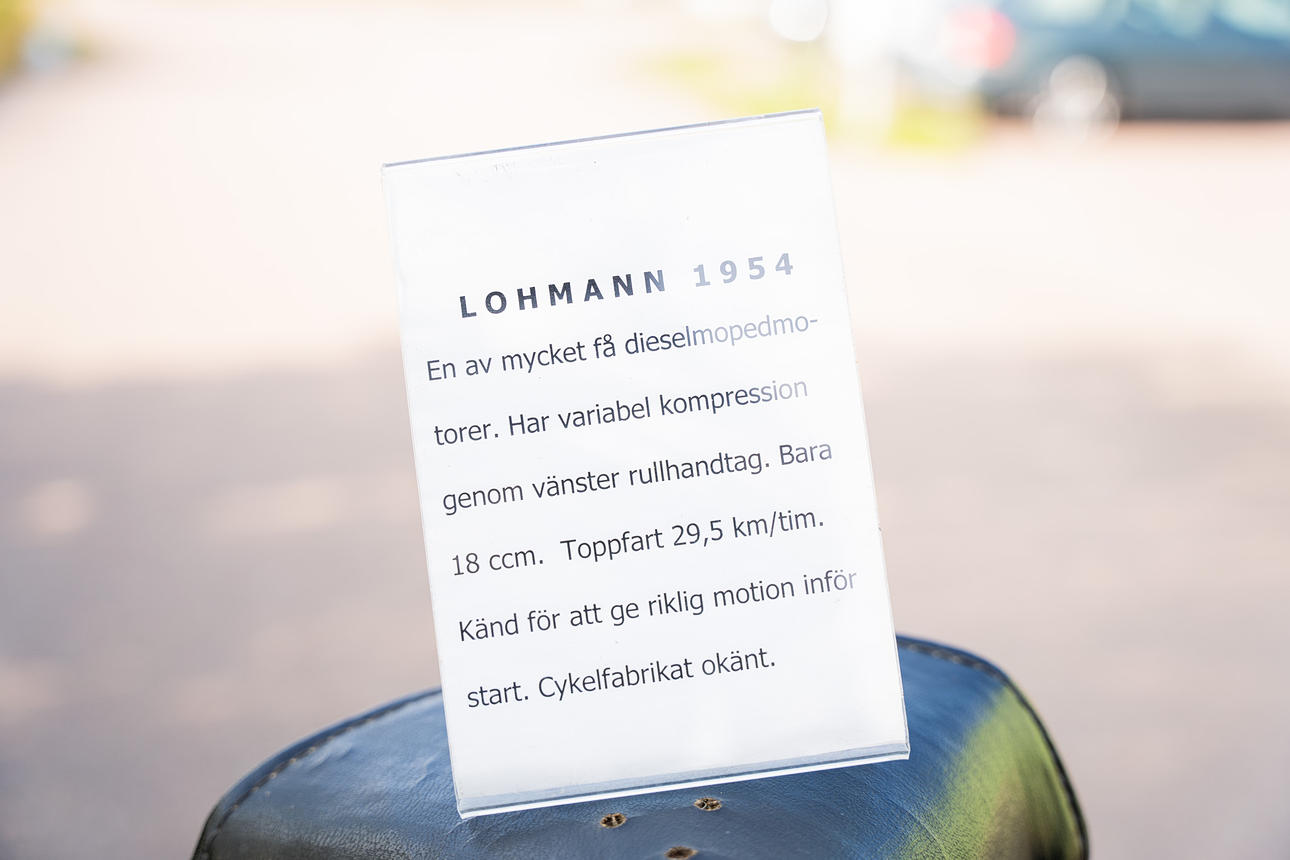 LOHMANN 1954
En av mycket få dieselmopedmo-
torer. Har variabel kompression
genom vänster rullhandtag. Bara
18 ccm.  Toppfart 29,5 km/tim.
Känd för att ge riklig motion inför
start. Cykelfabrikat okänt.